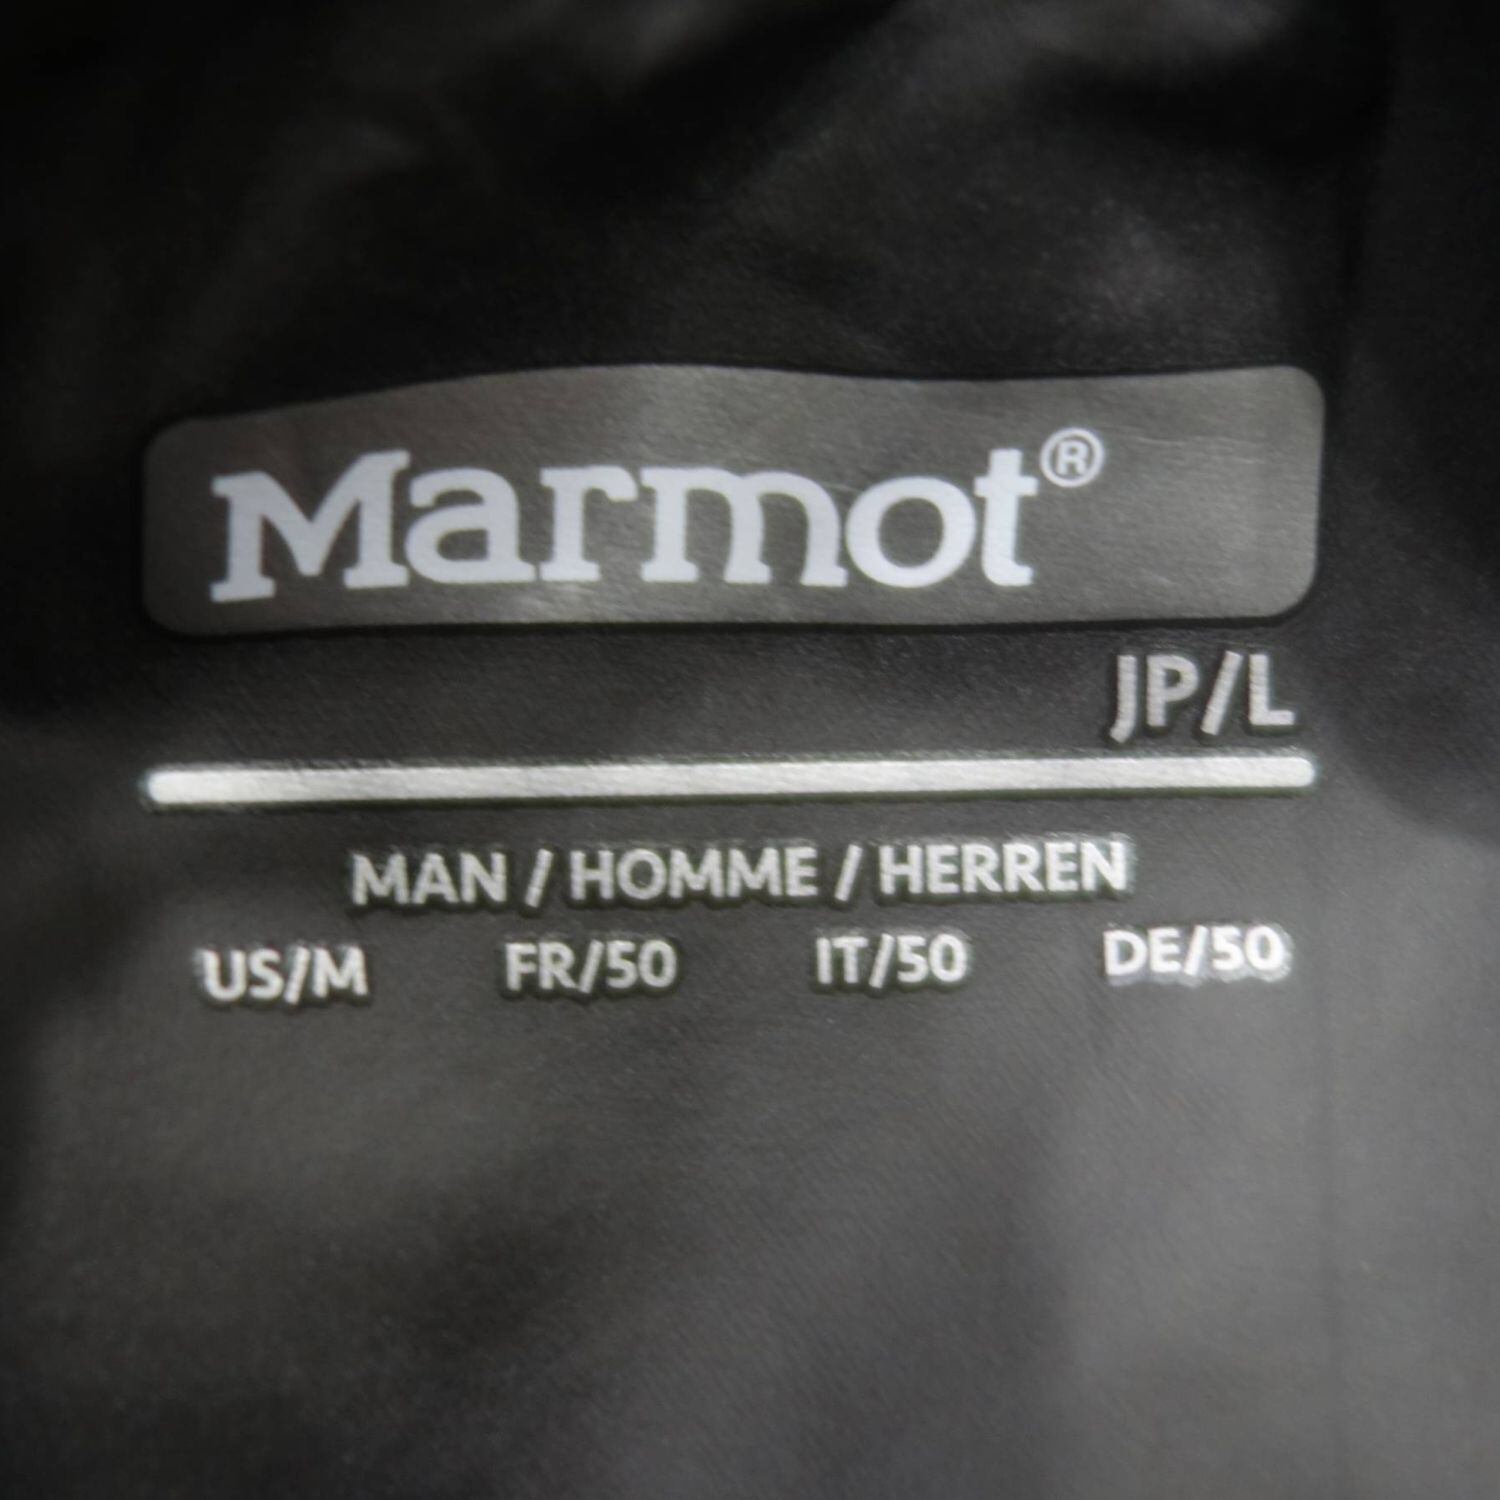 Marmot®
JP/L
MAN / HOMME / HERREN
US/M FR/50 IT/50 DE/50